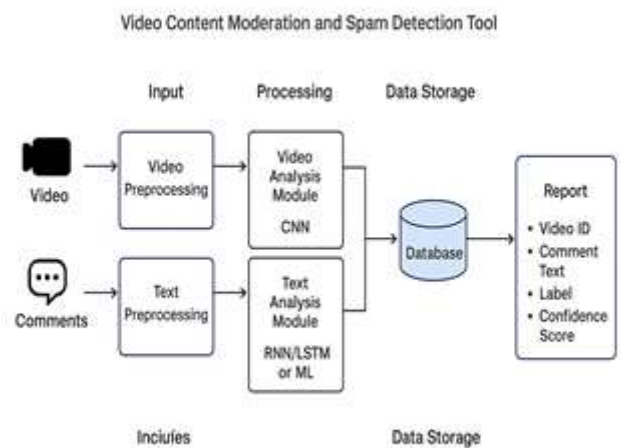 Video Content Moderation and Spam Detection Tool
Input
Processing
Data Storage
Video
Video
Preprocessing
Video
Analysis
Module
CNN
Comments
Text
Preprocessing
Text
Analysis
Module
RNN/LSTM
or ML
Database
Report
• Video ID
• Comment
Text
• Label
• Confidence
Score
Inciules
Data Storage